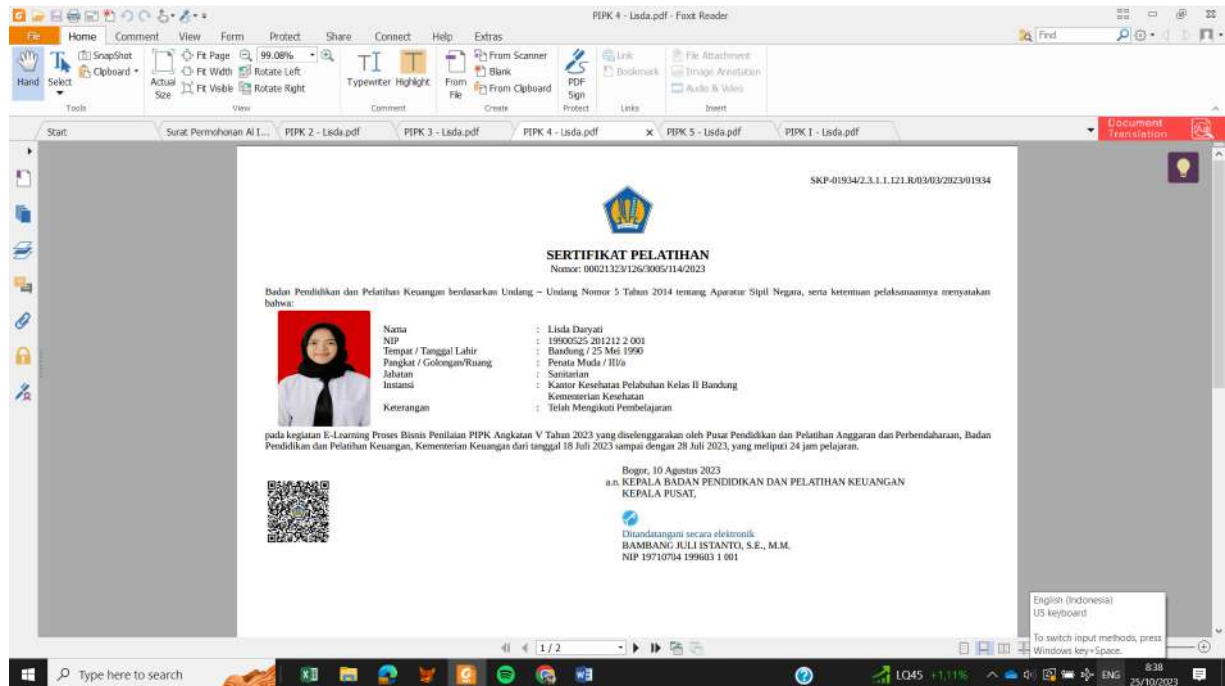 PIPK 4 - Lisda.pdf - Foxit Reader
File Home Comment View Form Protect Share Connect Help Extras
Find
Hand
Select
SnapShot
Clipboard
Actual Size
Fit Page
Fit Width
Fit Visible
99.08%
Rotate Left
Rotate Right
Typewriter
Highlight
From File
From Scanner
Blank
From Clipboard
PDF Sign
Link
Bookmark
File Attachment
Image Annotation
Audio & Video
Tools View Comment Create Protect Links Insert
Start Surat Permohonan Al I... PIPK 2 - Lisda.pdf PIPK 3 - Lisda.pdf PIPK 4 - Lisda.pdf x PIPK 5 - Lisda.pdf PIPK 1 - Lisda.pdf
Document Translation
SKP-01934/2.3.1.1.121.R/03/03/2023/01934
SERTIFIKAT PELATIHAN
Nomor: 00021323/126/3005/114/2023
Badan Pendidikan dan Pelatihan Keuangan berdasarkan Undang – Undang Nomor 5 Tahun 2014 tentang Aparatur Sipil Negara, serta ketentuan pelaksanaannya menyatakan
bahwa:
Nama : Lisda Daryati
NIP : 19900525 201212 2 001
Tempat / Tanggal Lahir : Bandung / 25 Mei 1990
Pangkat / Golongan/Ruang : Penata Muda / III/a
Jabatan : Sanitarian
Instansi : Kantor Kesehatan Pelabuhan Kelas II Bandung
Kementerian Kesehatan
Keterangan : Telah Mengikuti Pembelajaran
pada kegiatan E-Learning Proses Bisnis Penilaian PIPK Angkatan V Tahun 2023 yang diselenggarakan oleh Pusat Pendidikan dan Pelatihan Anggaran dan Perbendaharaan, Badan
Pendidikan dan Pelatihan Keuangan, Kementerian Keuangan dari tanggal 18 Juli 2023 sampai dengan 28 Juli 2023, yang meliputi 24 jam pelajaran.
Bogor, 10 Agustus 2023
a.n. KEPALA BADAN PENDIDIKAN DAN PELATIHAN KEUANGAN
KEPALA PUSAT,
Ditandatangani secara elektronik
BAMBANG JULI ISTANTO, S.E., M.M.
NIP 19710704 199603 1 001
English (Indonesia)
US keyboard
To switch input methods, press
Windows key+Space.
1 / 2
Type here to search
LQ45 +1,11%
ENG
8:38
25/10/2023